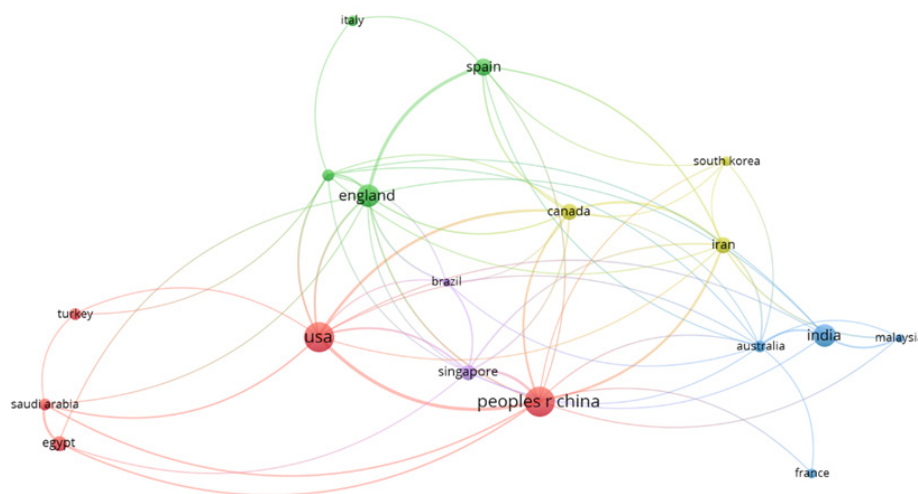 italy
spain
south korea
england
canada
iran
brazil
turkey
usa
india
malaysia
australia
singapore
peoples r china
saudi arabia
egypt
france